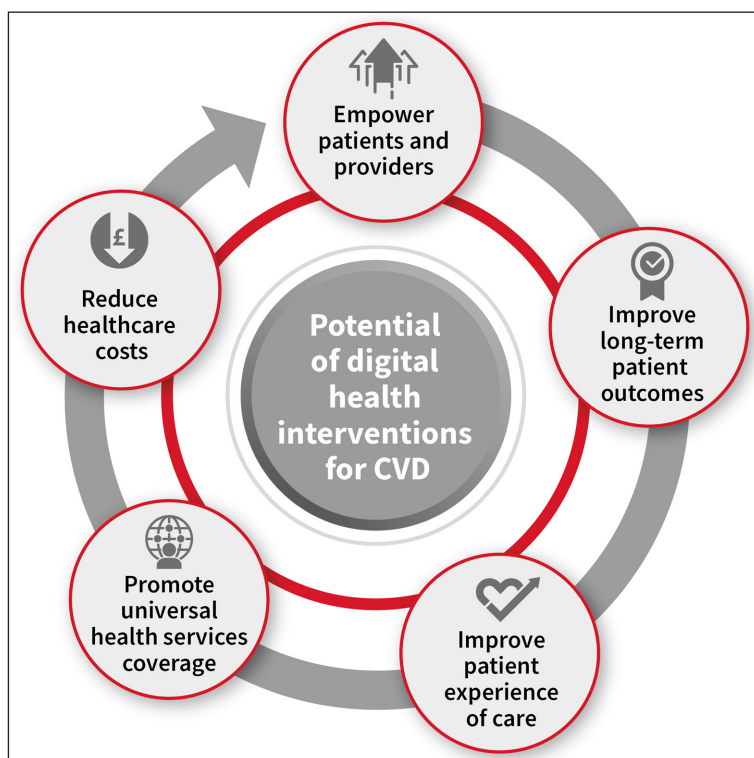 Empower
patients and
providers
Improve
long-term
patient
outcomes
Improve
patient
experience
of care
Promote
universal
health services
coverage
£
Reduce
healthcare
costs
Potential
of digital
health
interventions
for CVD